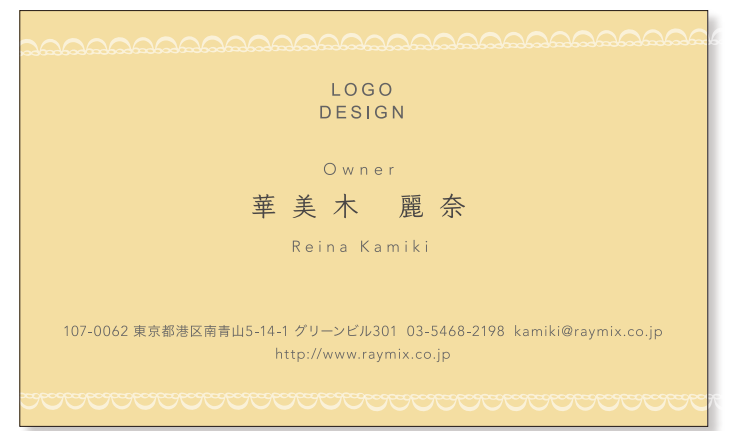 LOGO
DESIGN
Owner
華美木 麗奈
Reina Kamiki
107-0062 東京都港区南青山5-14-1 グリーンビル301 03-5468-2198 kamiki@raymix.co.jp
http://www.raymix.co.jp